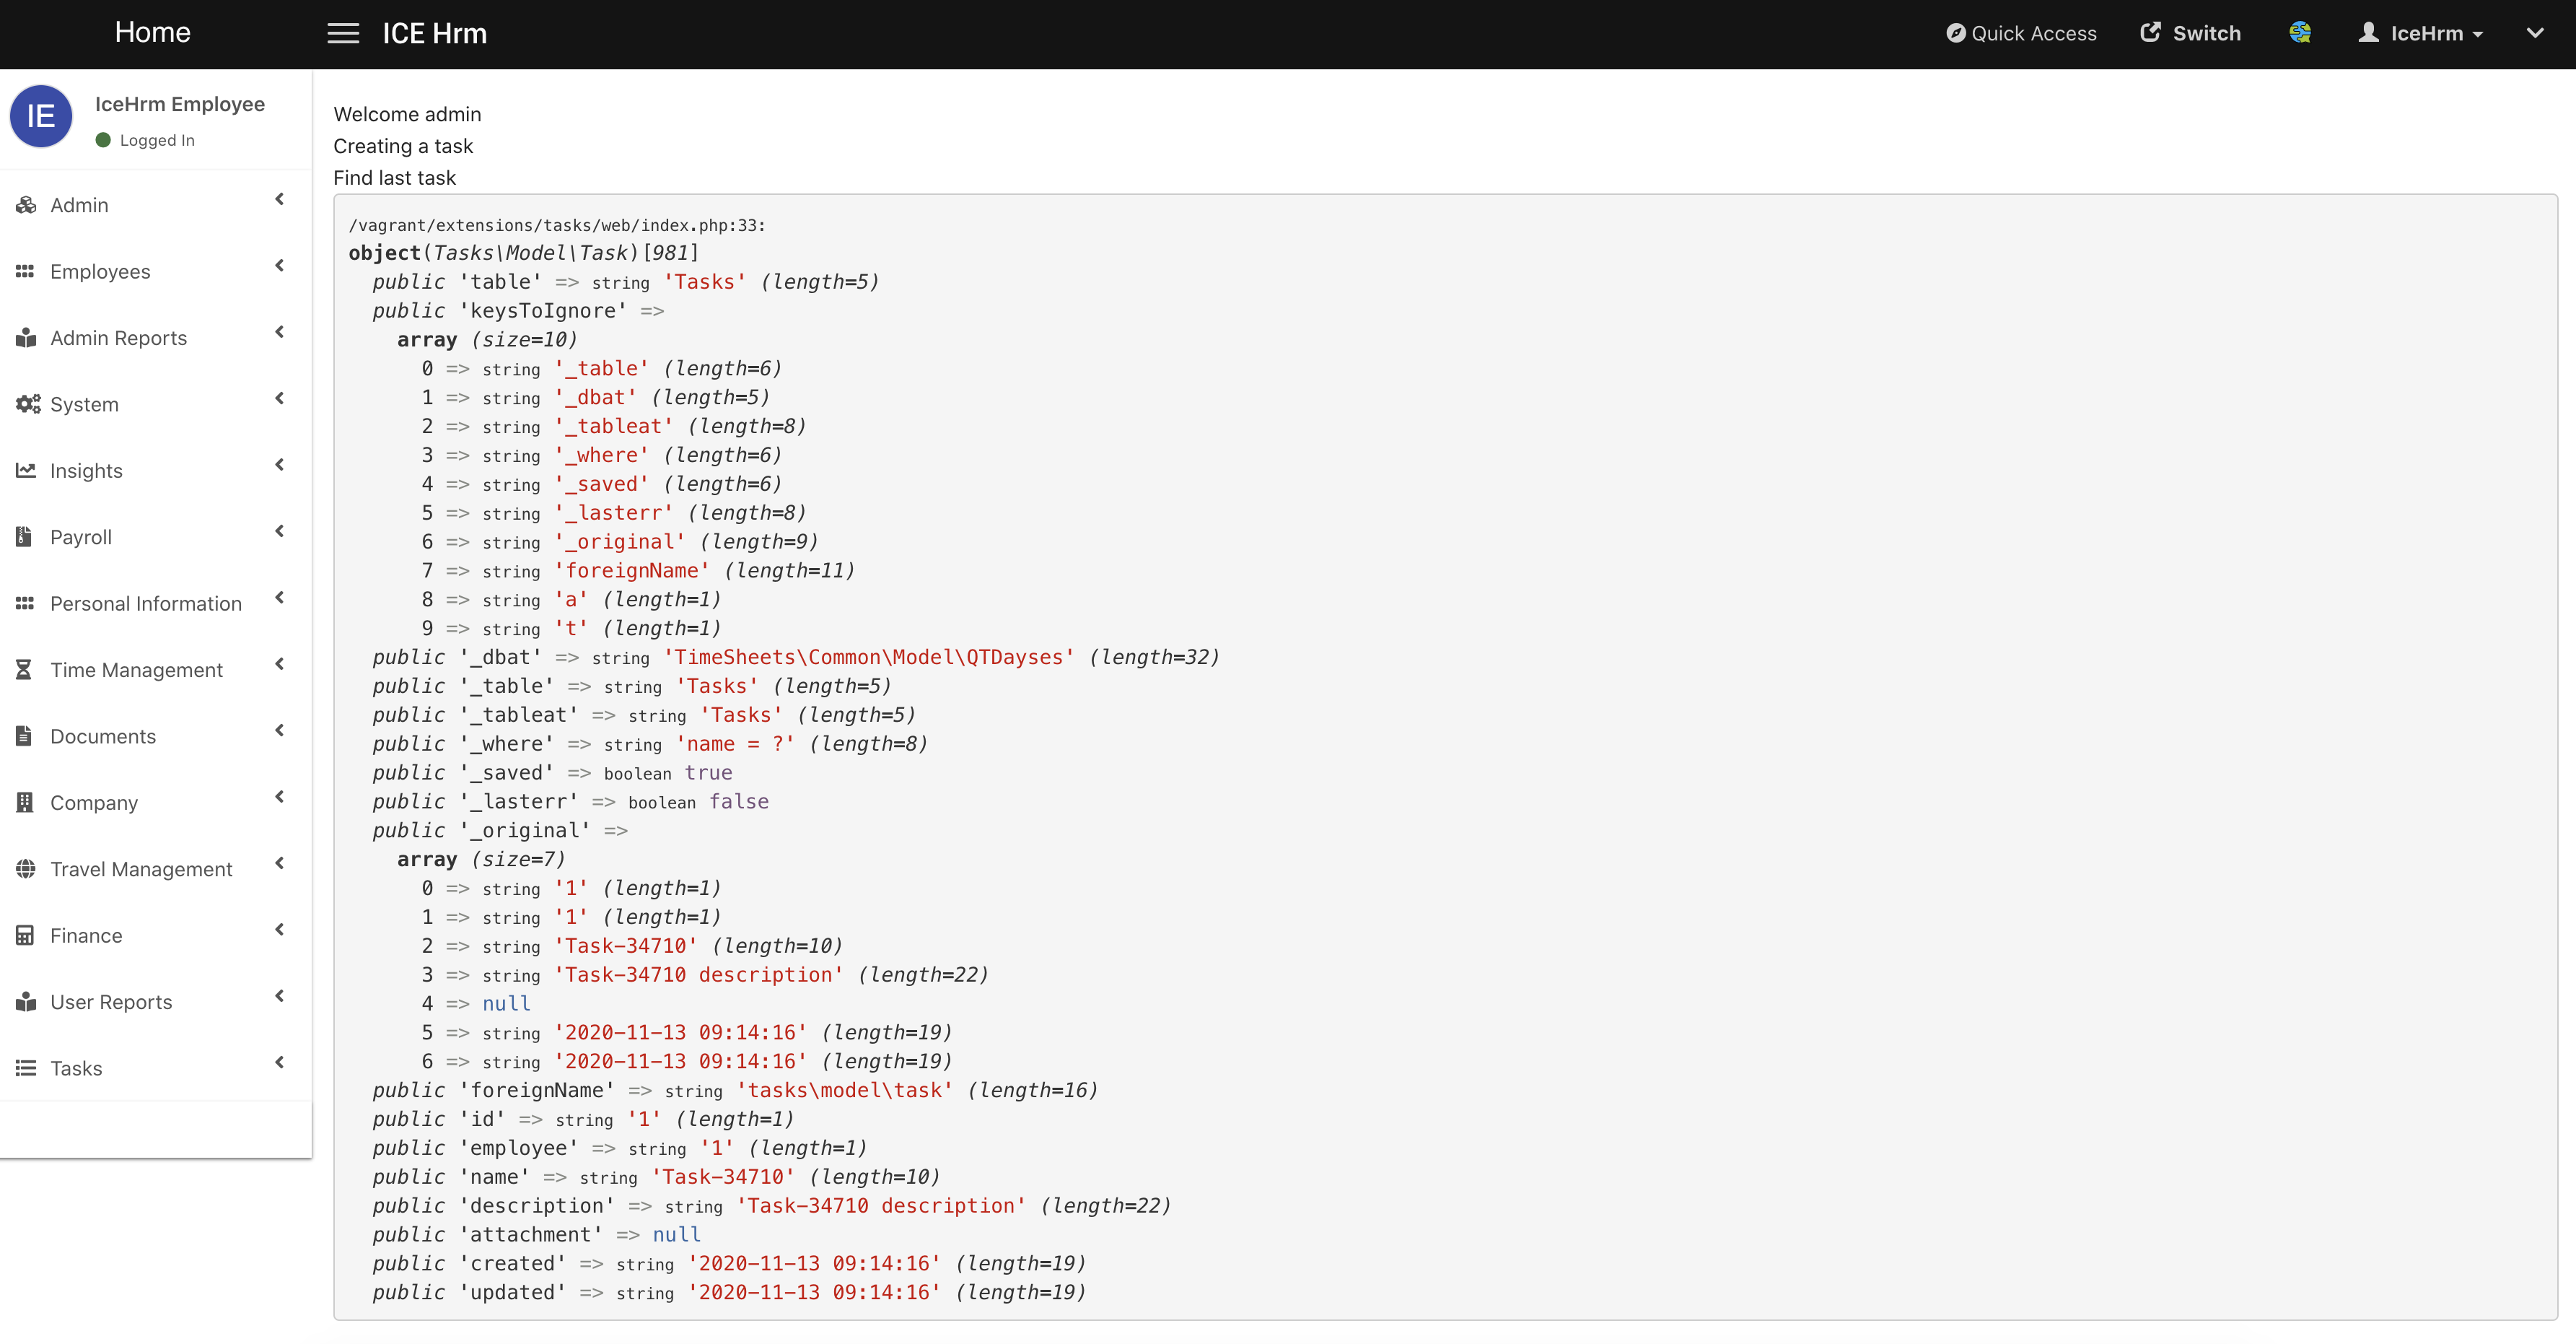 Home
ICE Hrm
Quick Access
Switch
IceHrm
IE
IceHrm Employee
Logged In
Admin
Employees
Admin Reports
System
Insights
Payroll
Personal Information
Time Management
Documents
Company
Travel Management
Finance
User Reports
Tasks
Welcome admin
Creating a task
Find last task
/vagrant/extensions/tasks/web/index.php:33:
object(Tasks\Model\Task)[981]
public 'table' => string 'Tasks' (length=5)
public 'keysToIgnore' =>
array (size=10)
0 => string '_table' (length=6)
1 => string '_dbat' (length=5)
2 => string '_tableat' (length=8)
3 => string '_where' (length=6)
4 => string '_saved' (length=6)
5 => string '_lasterr' (length=8)
6 => string '_original' (length=9)
7 => string 'foreignName' (length=11)
8 => string 'a' (length=1)
9 => string 't' (length=1)
public '_dbat' => string 'TimeSheets\Common\Model\QTDayses' (length=32)
public '_table' => string 'Tasks' (length=5)
public '_tableat' => string 'Tasks' (length=5)
public '_where' => string 'name = ?' (length=8)
public '_saved' => boolean true
public '_lasterr' => boolean false
public '_original' =>
array (size=7)
0 => string '1' (length=1)
1 => string '1' (length=1)
2 => string 'Task-34710' (length=10)
3 => string 'Task-34710 description' (length=22)
4 => null
5 => string '2020-11-13 09:14:16' (length=19)
6 => string '2020-11-13 09:14:16' (length=19)
public 'foreignName' => string 'tasks\model\task' (length=16)
public 'id' => string '1' (length=1)
public 'employee' => string '1' (length=1)
public 'name' => string 'Task-34710' (length=10)
public 'description' => string 'Task-34710 description' (length=22)
public 'attachment' => null
public 'created' => string '2020-11-13 09:14:16' (length=19)
public 'updated' => string '2020-11-13 09:14:16' (length=19)